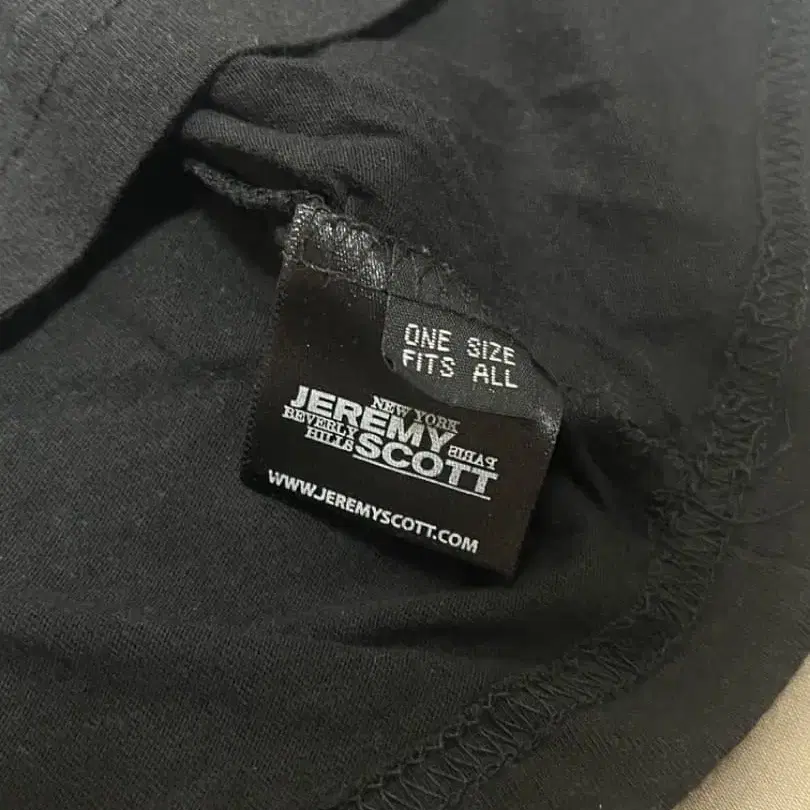 ONE SIZE
FITS ALL
NEW YORK
JEREMY
BEVERLY
HILLS
PARIS
SCOTT
WWW.JEREMYSCOTT.COM